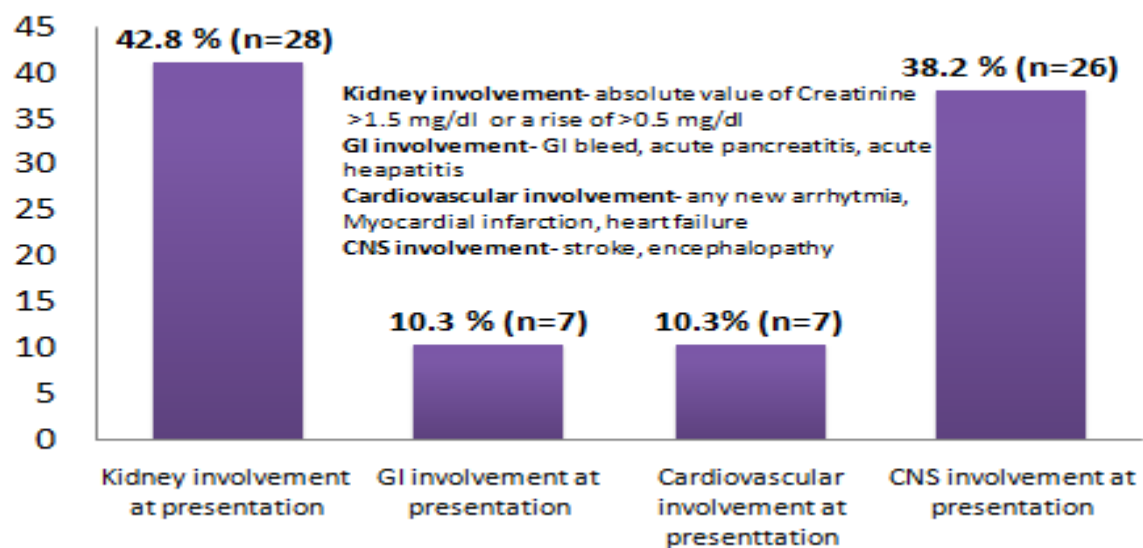 45
40
35
30
25
20
15
10
5
0
42.8 % (n=28)
10.3 % (n=7)
10.3% (n=7)
38.2 % (n=26)
Kidney involvement- absolute value of Creatinine
>1.5 mg/dl or a rise of >0.5 mg/dl
GI involvement- GI bleed, acute pancreatitis, acute
heapatitis
Cardiovascular involvement- any new arrhytmia,
Myocardial infarction, heart failure
CNS involvement- stroke, encephalopathy
Kidney involvement
at presentation
GI involvement at
presentation
Cardiovascular
involvement at
presenttation
CNS involvement at
presentation